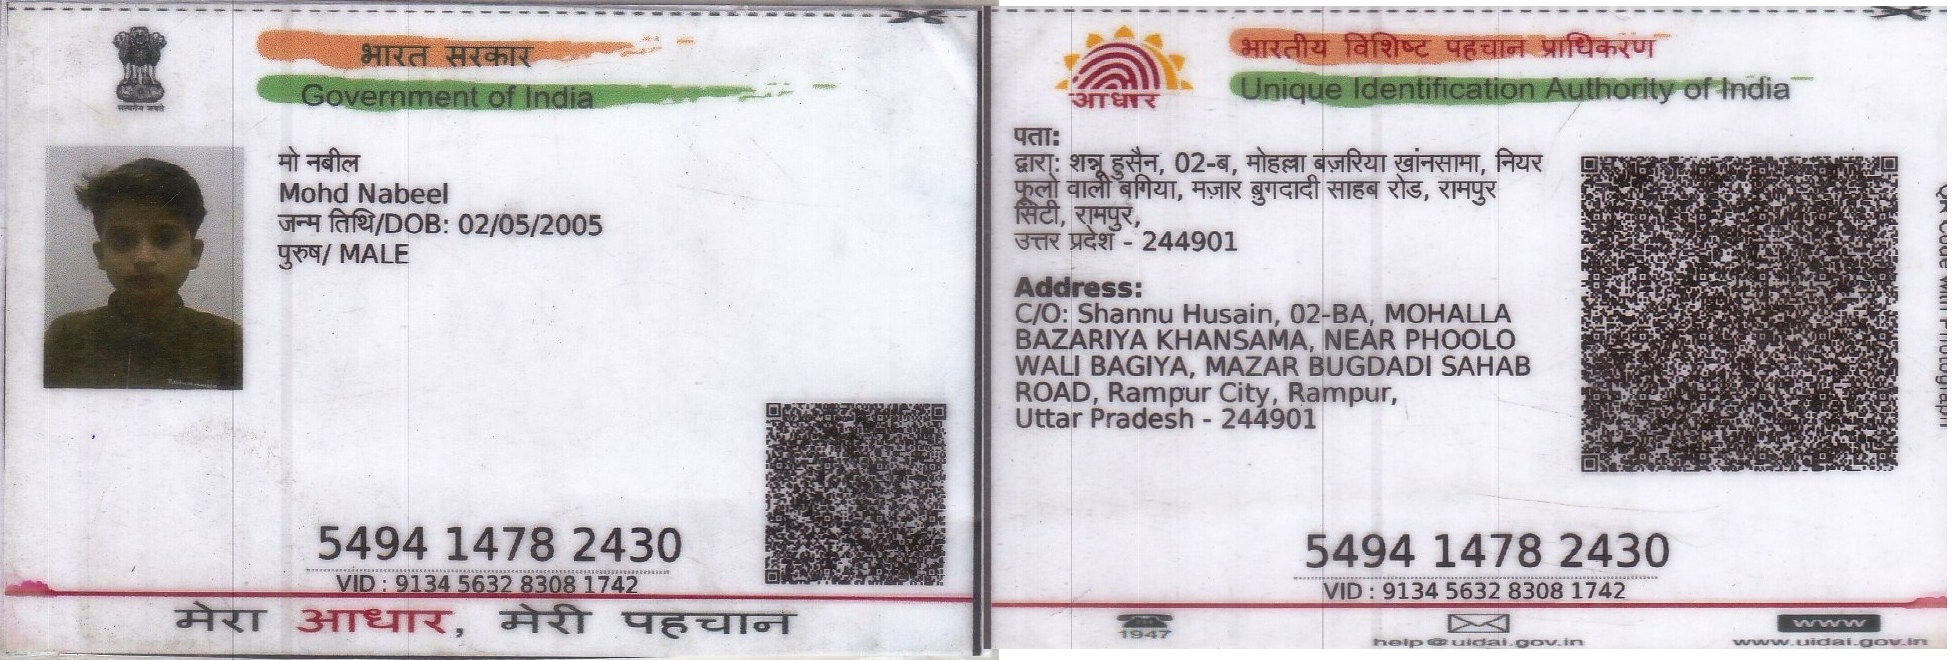 भारत सरकार
Government of India
मो नबील
Mohd Nabeel
जन्म तिथि/DOB: 02/05/2005
पुरुष/ MALE
5494 1478 2430
VID : 9134 5632 8308 1742
मेरा आधार, मेरी पहचान
भारतीय विशिष्ट पहचान प्राधिकरण
Unique Identification Authority of India
आधार
पता:
द्वारा: शन्नू हुसैन, 02-ब, मोहल्ला बज़रिया खांनसामा, नियर
फूलो वाली बगिया, मज़ार बुगदादी साहब रोड, रामपुर
सिटी, रामपुर,
उत्तर प्रदेश - 244901
Address:
C/O: Shannu Husain, 02-BA, MOHALLA
BAZARIYA KHANSAMA, NEAR PHOOLO
WALI BAGIYA, MAZAR BUGDADI SAHAB
ROAD, Rampur City, Rampur,
Uttar Pradesh - 244901
5494 1478 2430
VID : 9134 5632 8308 1742
1947
help@uidai.gov.in
www
www.uidai.gov.in